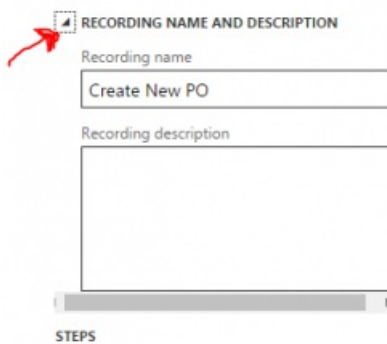 RECORDING NAME AND DESCRIPTION
Recording name
Create New PO
Recording description
STEPS